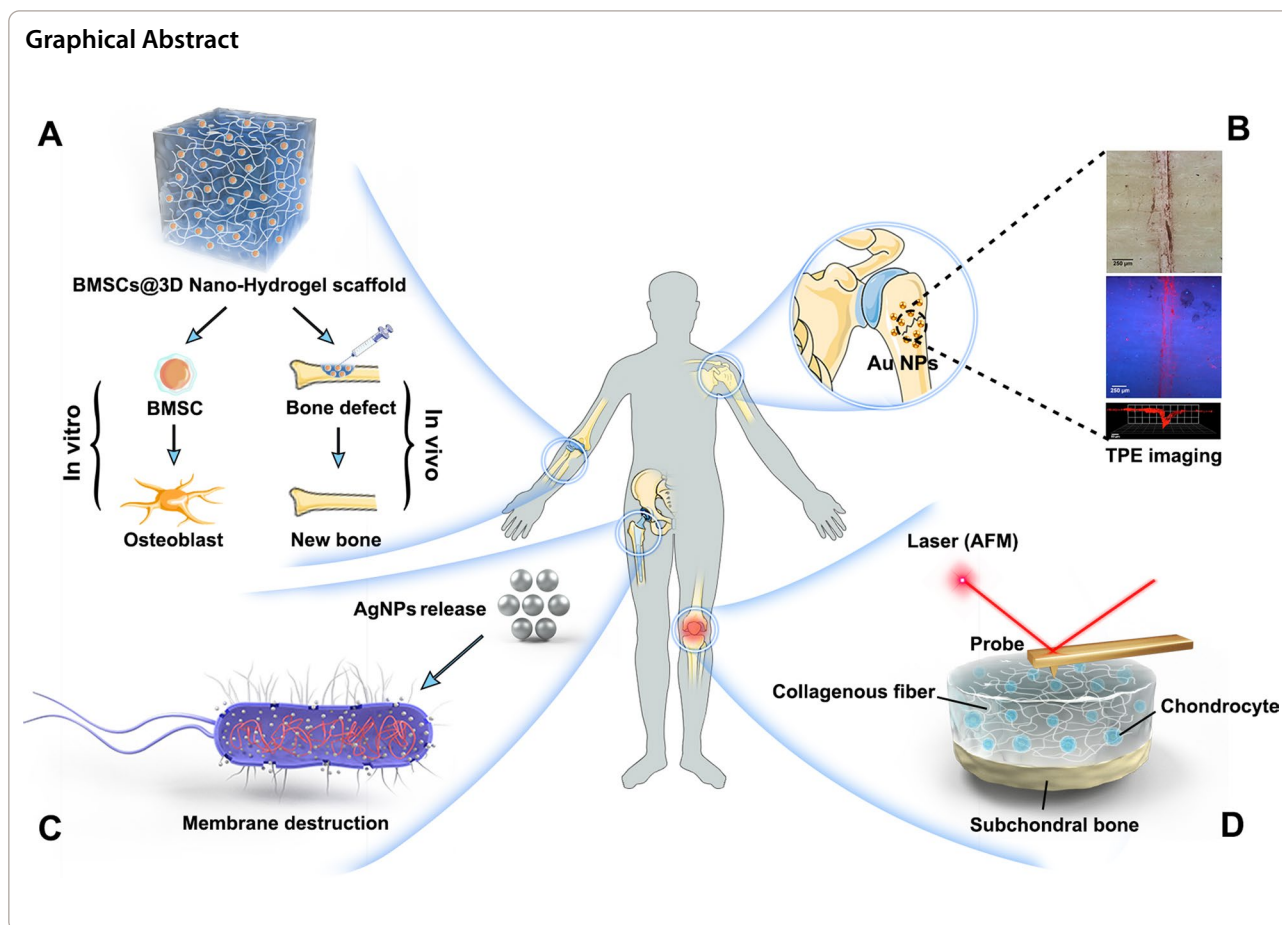 Graphical Abstract
A
BMSCs@3D Nano-Hydrogel scaffold
BMSC
Bone defect
In vitro
In vivo
Osteoblast
New bone
B
Au NPs
250 µm
250 µm
TPE imaging
AgNPs release
Membrane destruction
C
Laser (AFM)
Probe
Collagenous fiber
Chondrocyte
Subchondral bone
D